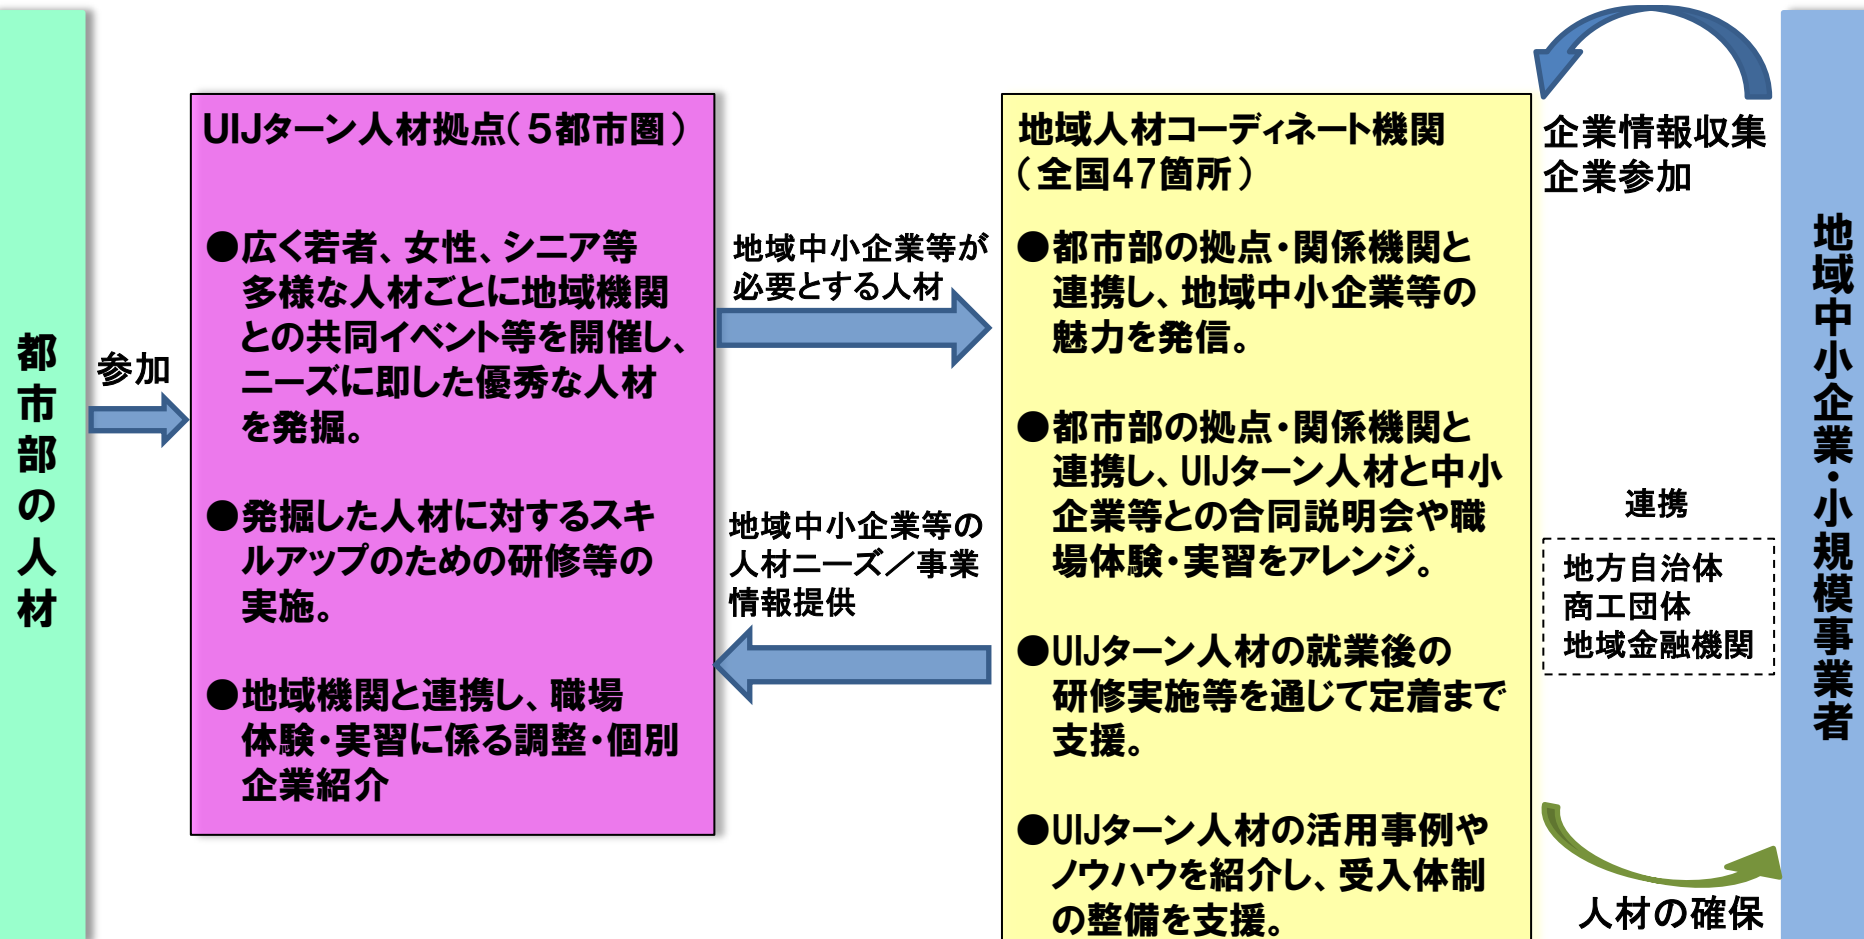 都市部の人材
参加
UIJターン人材拠点（５都市圏）
●広く若者、女性、シニア等
多様な人材ごとに地域機関
との共同イベント等を開催し、
ニーズに即した優秀な人材
を発掘。
●発掘した人材に対するスキ
ルアップのための研修等の
実施。
●地域機関と連携し、職場
体験・実習に係る調整・個別
企業紹介
地域中小企業等が
必要とする人材
地域中小企業等の
人材ニーズ／事業
情報提供
地域人材コーディネート機関
（全国47箇所）
●都市部の拠点・関係機関と
連携し、地域中小企業等の
魅力を発信。
●都市部の拠点・関係機関と
連携し、UIJターン人材と中小
企業等との合同説明会や職
場体験・実習をアレンジ。
●UIJターン人材の就業後の
研修実施等を通じて定着まで
支援。
●UIJターン人材の活用事例や
ノウハウを紹介し、受入体制
の整備を支援。
企業情報収集
企業参加
連携
地方自治体
商工団体
地域金融機関
人材の確保
地域中小企業・小規模事業者